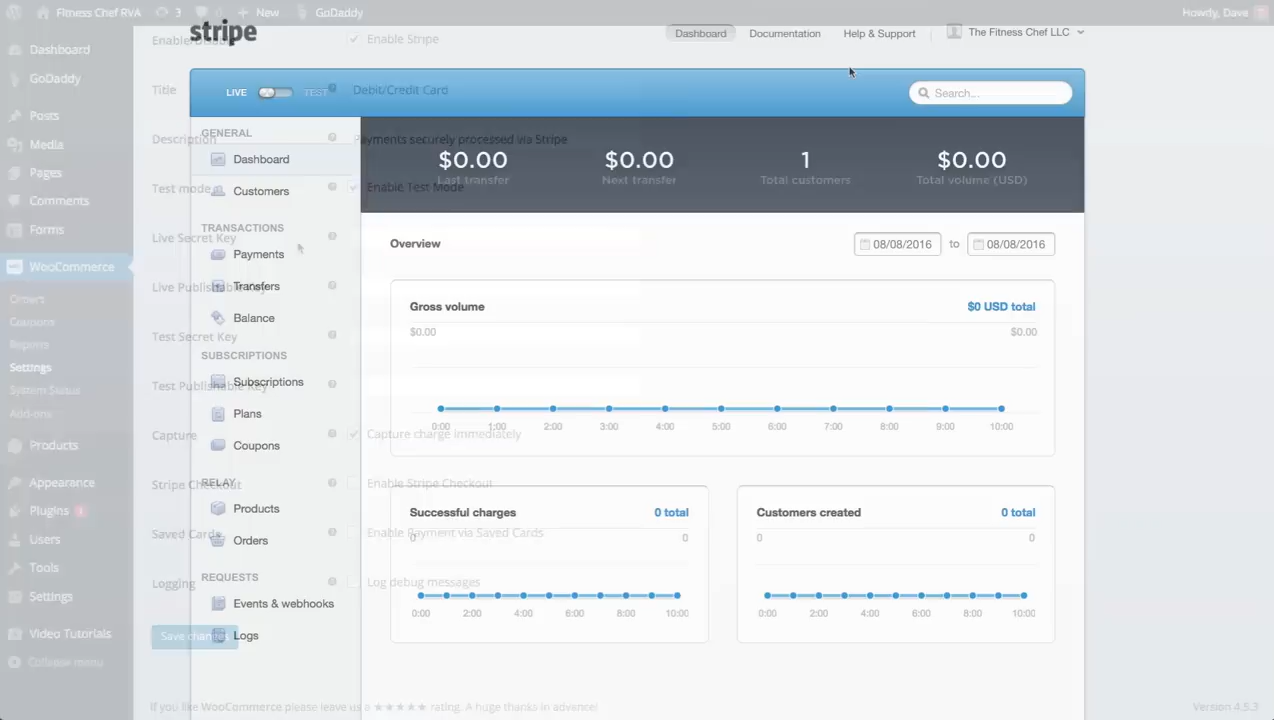 Fitness Chef RVA 3 New GoDaddy Howdy, Dave
stripe Dashboard Documentation Help & Support The Fitness Chef LLC
Enable Stripe
Dashboard
GoDaddy
Posts
Media
Pages
Comments
Forms
WooCommerce
Orders
Coupons
Reports
Settings
System Status
Add-ons
Products
Appearance
Plugins 1
Users
Tools
Settings
Video Tutorials
Collapse menu
Title
Description
Test mode
Live Secret Key
Live Publishable Key
Test Secret Key
Test Publishable Key
Capture
Stripe Checkout
Saved Cards
Logging
Save changes
Debit/Credit Card
Payments securely processed via Stripe
Enable Test Mode
Capture charge immediately
Enable Stripe Checkout
Enable Payment via Saved Cards
Log debug messages
LIVE TEST
Search...
GENERAL
Dashboard
Customers
TRANSACTIONS
Payments
Transfers
Balance
SUBSCRIPTIONS
Subscriptions
Plans
Coupons
RELAY
Products
Orders
REQUESTS
Events & webhooks
Logs
$0.00 $0.00 1 $0.00
Last transfer Next transfer Total customers Total volume (USD)
Overview 08/08/2016 to 08/08/2016
Gross volume $0 USD total
$0.00 $0.00
0:00 1:00 2:00 3:00 4:00 5:00 6:00 7:00 8:00 9:00 10:00
Successful charges 0 total
0 0
0:00 2:00 4:00 6:00 8:00 10:00
Customers created 0 total
0 0
0:00 2:00 4:00 6:00 8:00 10:00
If you like WooCommerce please leave us a ★★★★★ rating. A huge thanks in advance! Version 4.5.3